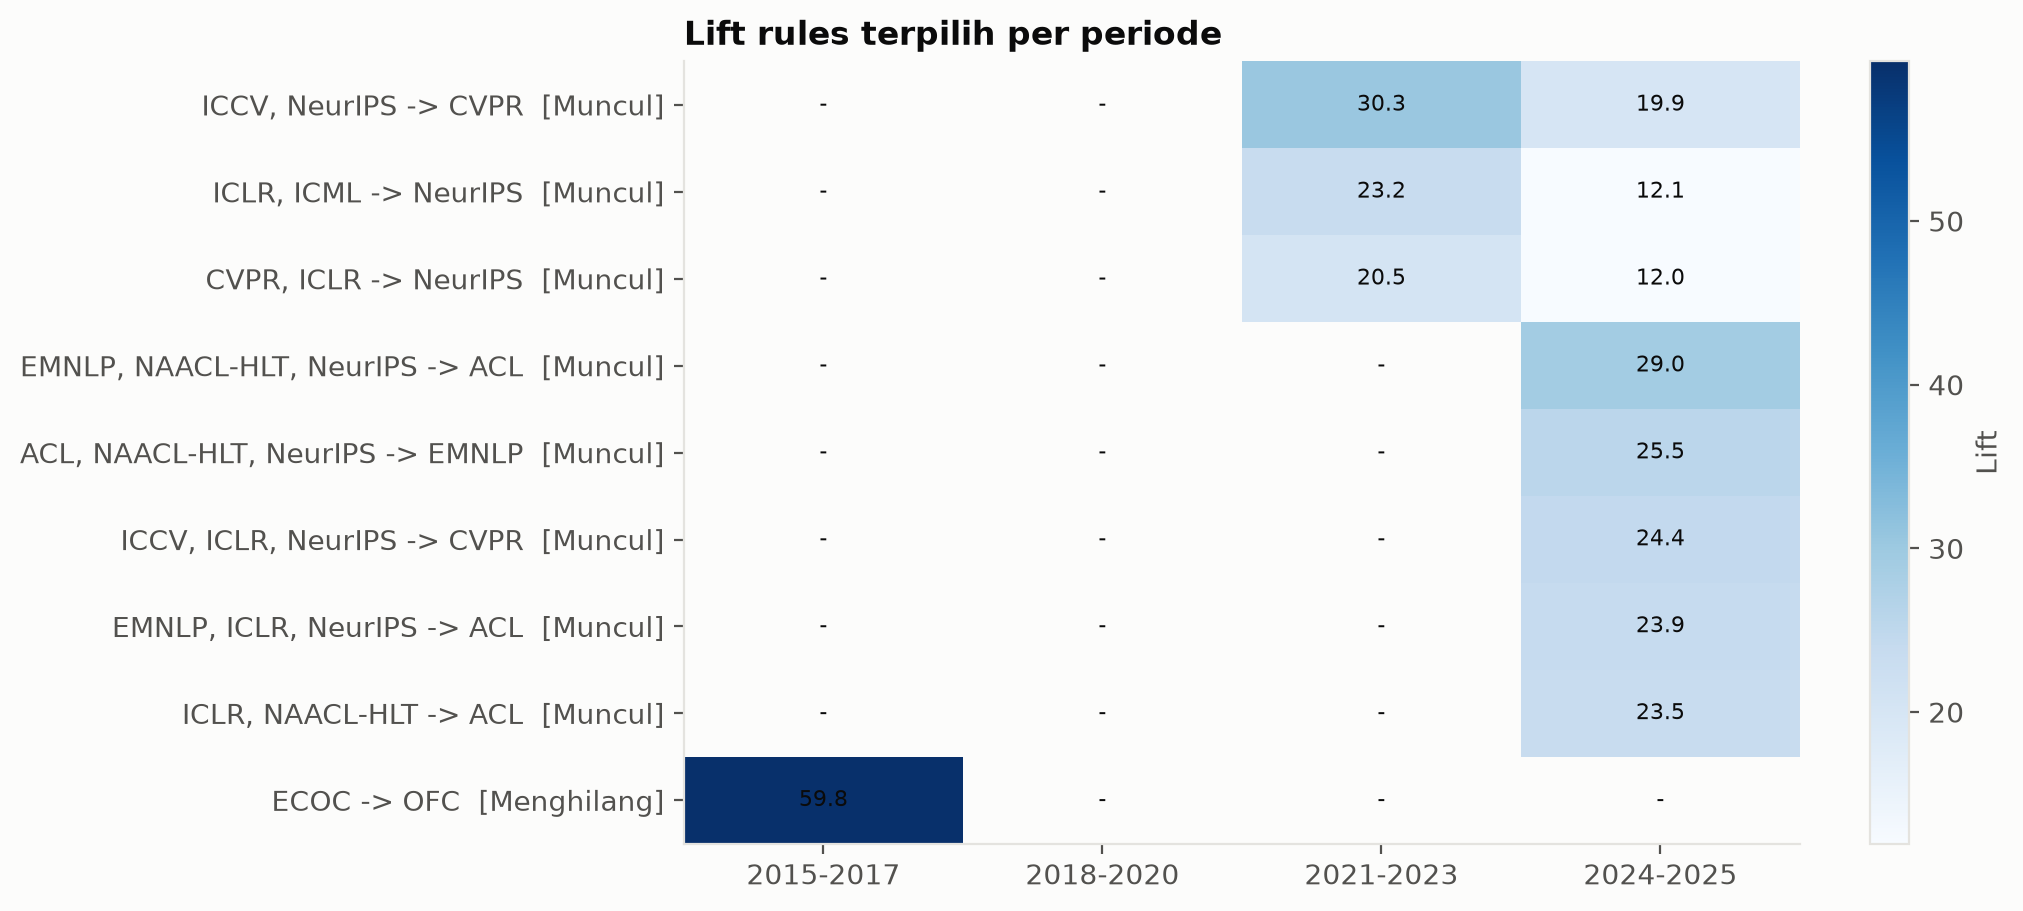 Lift rules terpilih per periode
ICCV, NeurIPS -> CVPR [Muncul] - - 30.3 19.9
ICLR, ICML -> NeurIPS [Muncul] - - 23.2 12.1
CVPR, ICLR -> NeurIPS [Muncul] - - 20.5 12.0
EMNLP, NAACL-HLT, NeurIPS -> ACL [Muncul] - - - 29.0
ACL, NAACL-HLT, NeurIPS -> EMNLP [Muncul] - - - 25.5
ICCV, ICLR, NeurIPS -> CVPR [Muncul] - - - 24.4
EMNLP, ICLR, NeurIPS -> ACL [Muncul] - - - 23.9
ICLR, NAACL-HLT -> ACL [Muncul] - - - 23.5
ECOC -> OFC [Menghilang] 59.8 - - -
2015-2017 2018-2020 2021-2023 2024-2025
50
40
30
20
Lift